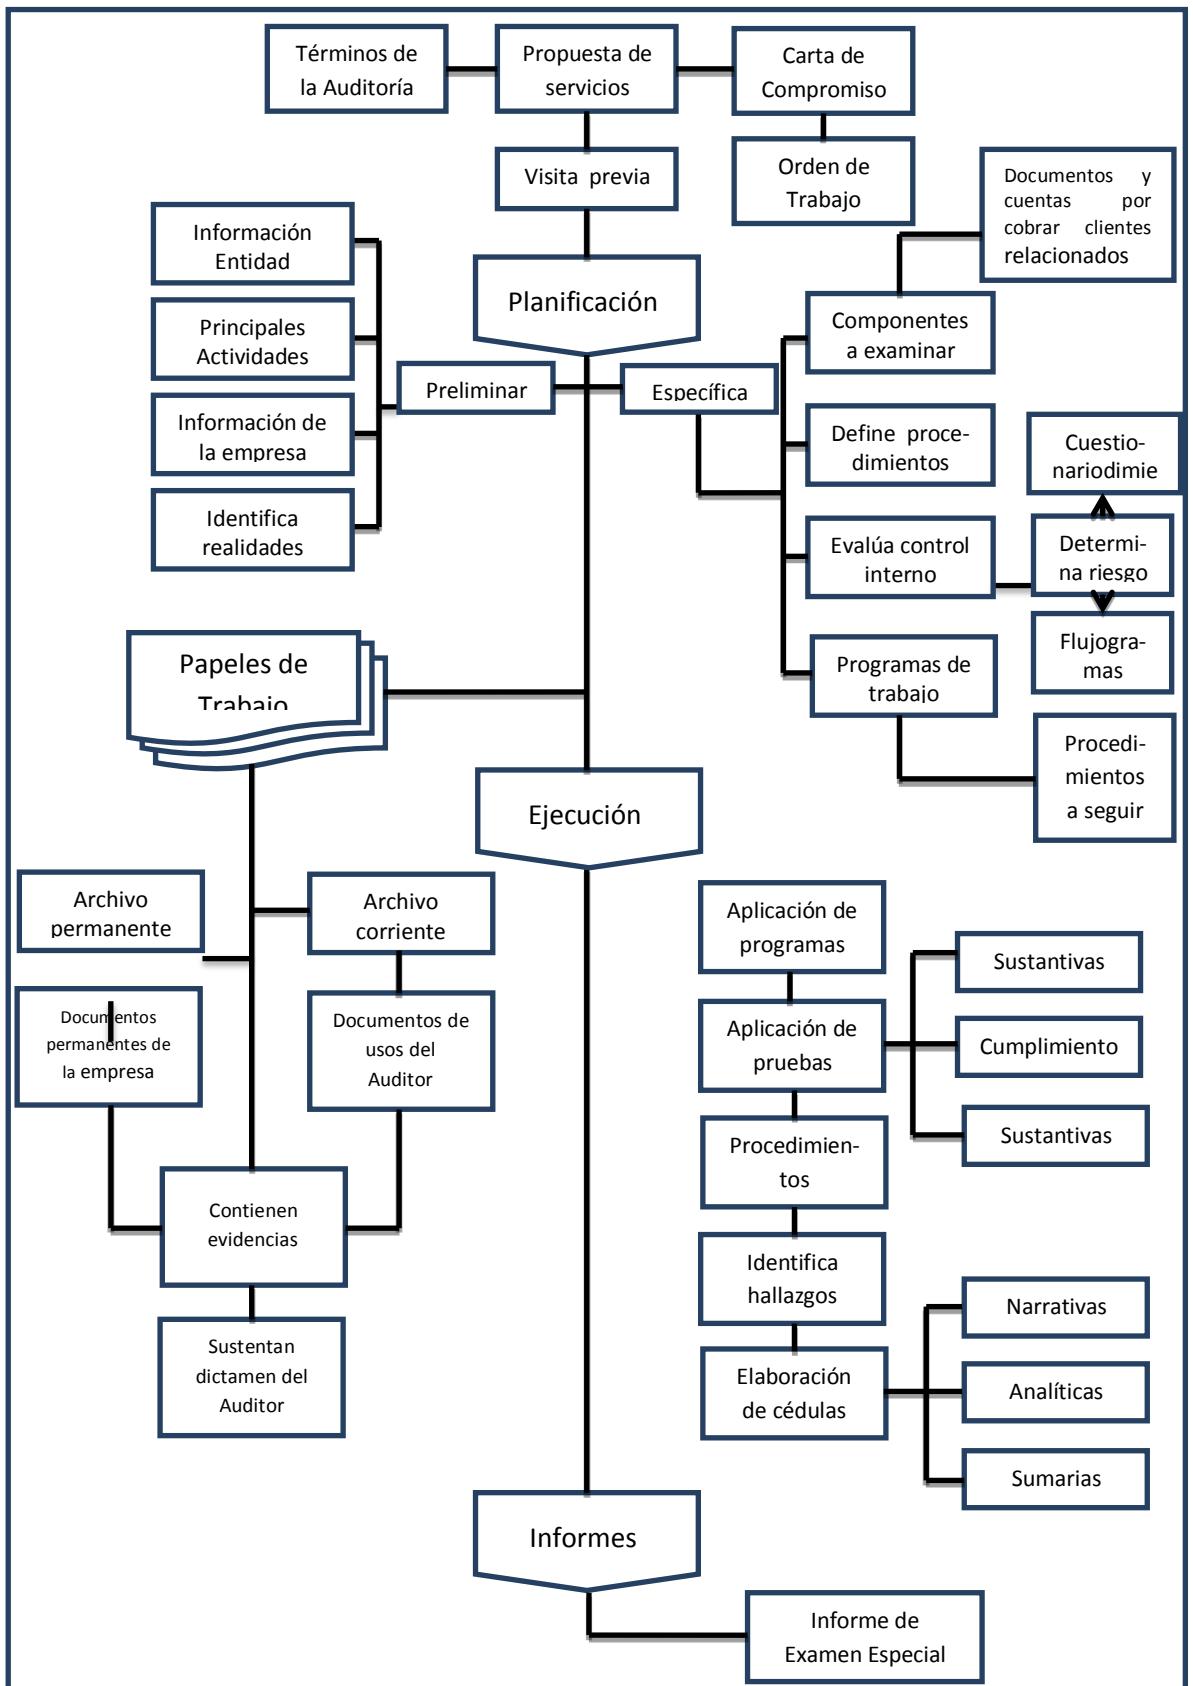 Términos de
la Auditoría
Propuesta de
servicios
Carta de
Compromiso
Visita previa
Orden de
Trabajo
Documentos y
cuentas por
cobrar clientes
relacionados
Información
Entidad
Planificación
Principales
Actividades
Componentes
a examinar
Preliminar
Específica
Información de
la empresa
Define proce-
dimientos
Cuestio-
nariodimie
Identifica
realidades
Evalúa control
interno
Determi-
na riesgo
Flujogra-
mas
Papeles de
Trabajo
Programas de
trabajo
Procedi-
mientos
a seguir
Ejecución
Archivo
permanente
Archivo
corriente
Aplicación de
programas
Sustantivas
Documentos
permanentes de
la empresa
Documentos de
usos del
Auditor
Aplicación de
pruebas
Cumplimiento
Sustantivas
Procedimien-
tos
Contienen
evidencias
Identifica
hallazgos
Narrativas
Sustentan
dictamen del
Auditor
Elaboración
de cédulas
Analíticas
Sumarias
Informes
Informe de
Examen Especial